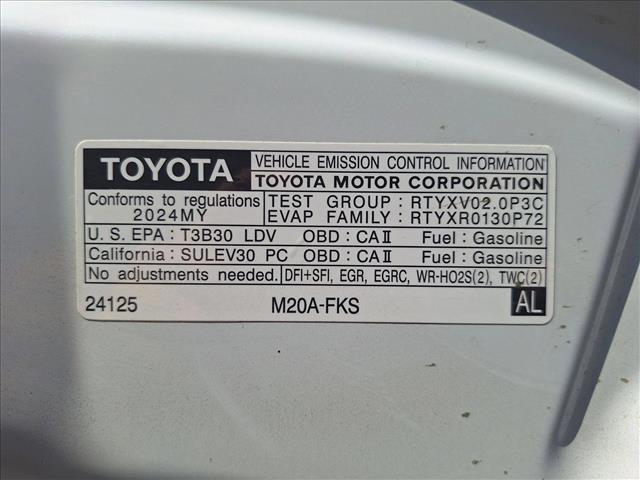 TOYOTA
VEHICLE EMISSION CONTROL INFORMATION
TOYOTA MOTOR CORPORATION
Conforms to regulations
2024MY
TEST GROUP : RTYXV02.0P3C
EVAP FAMILY : RTYXR0130P72
U. S. EPA : T3B30 LDV OBD : CAⅡ Fuel : Gasoline
California : SULEV30 PC OBD : CAⅡ Fuel : Gasoline
No adjustments needed. DFI+SFI, EGR, EGRC, WR-HO2S(2), TWC(2)
24125 M20A-FKS AL